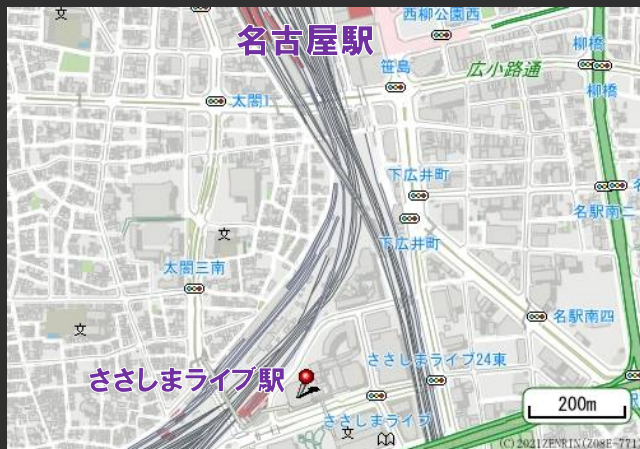 文
西柳公園西
名古屋駅
柳橋
笹島
広小路通
太閤1
柳橋
下広井町
名駅南二
文
下広井町
太閤三南
名駅南四
文
ささしまライブ24東
ささしまライブ駅
ささしまライブ
文
200m
(C)2021ZENRIN(Z08E-771)